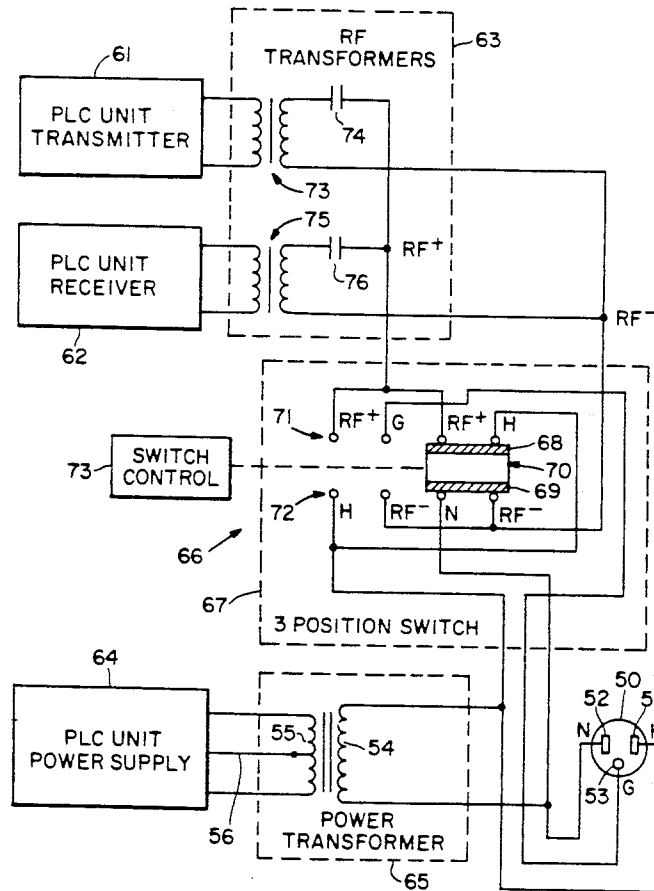 61
RF
TRANSFORMERS
63
PLC UNIT
TRANSMITTER
74
73
75
RF+
PLC UNIT
RECEIVER
76
62
RF-
71
RF+
G
RF+
H
68
SWITCH
CONTROL
73
70
69
72
H
RF-
N
RF-
66
67
3 POSITION SWITCH
64
50
52
5
PLC UNIT
POWER SUPPLY
55
54
N
H
53
G
56
POWER
TRANSFORMER
65